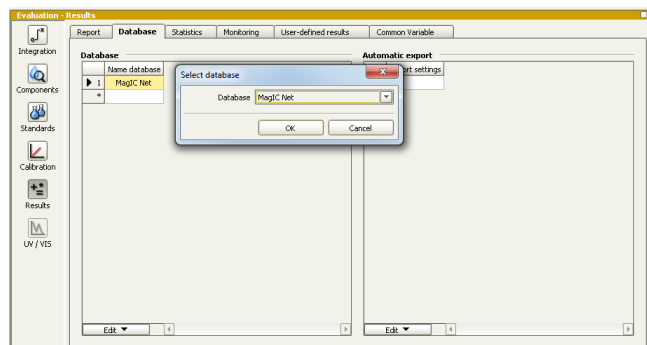 Evaluation - Results
Report Database Statistics Monitoring User-defined results Common Variable
Integration
Components
Standards
Calibration
Results
UV / VIS
Database
Name database
1 MagIC Net
*
Edit
Select database
Database MagIC Net
OK Cancel
Automatic export
settings
Edit